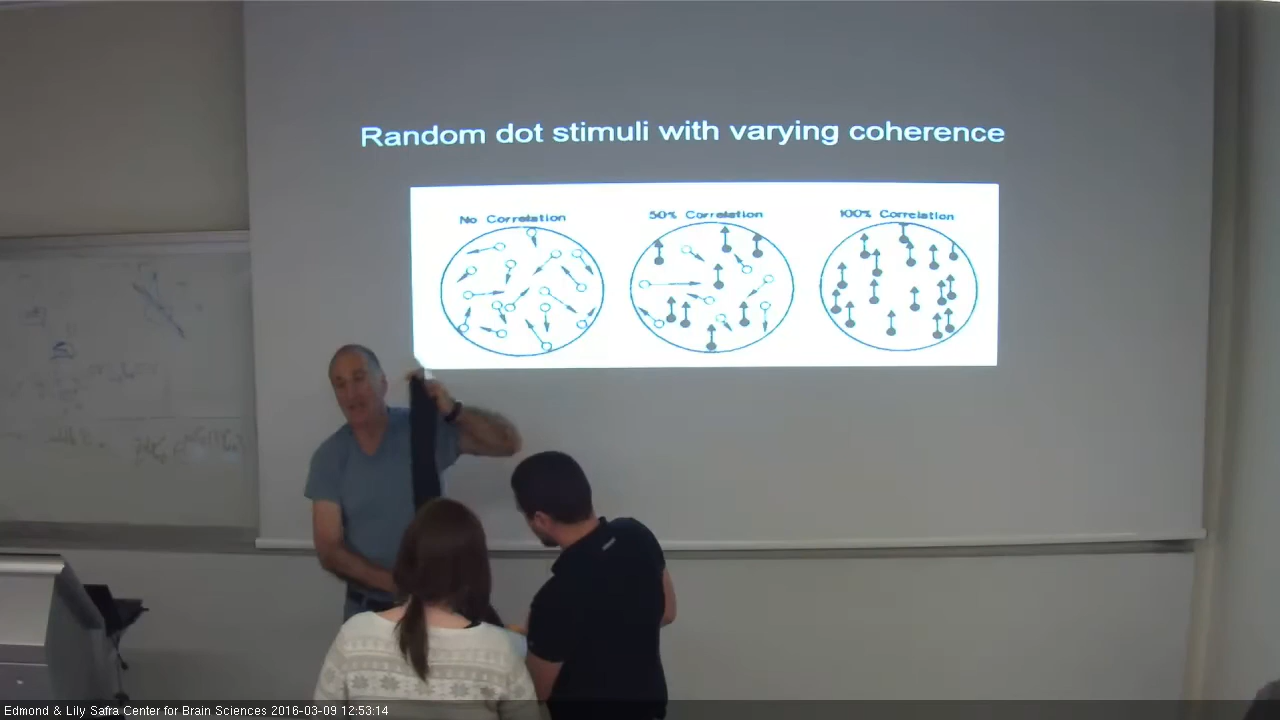 Random dot stimuli with varying coherence
No Correlation 50% Correlation 100% Correlation
Edmond & Lily Safra Center for Brain Sciences 2016-03-09 12:53:14